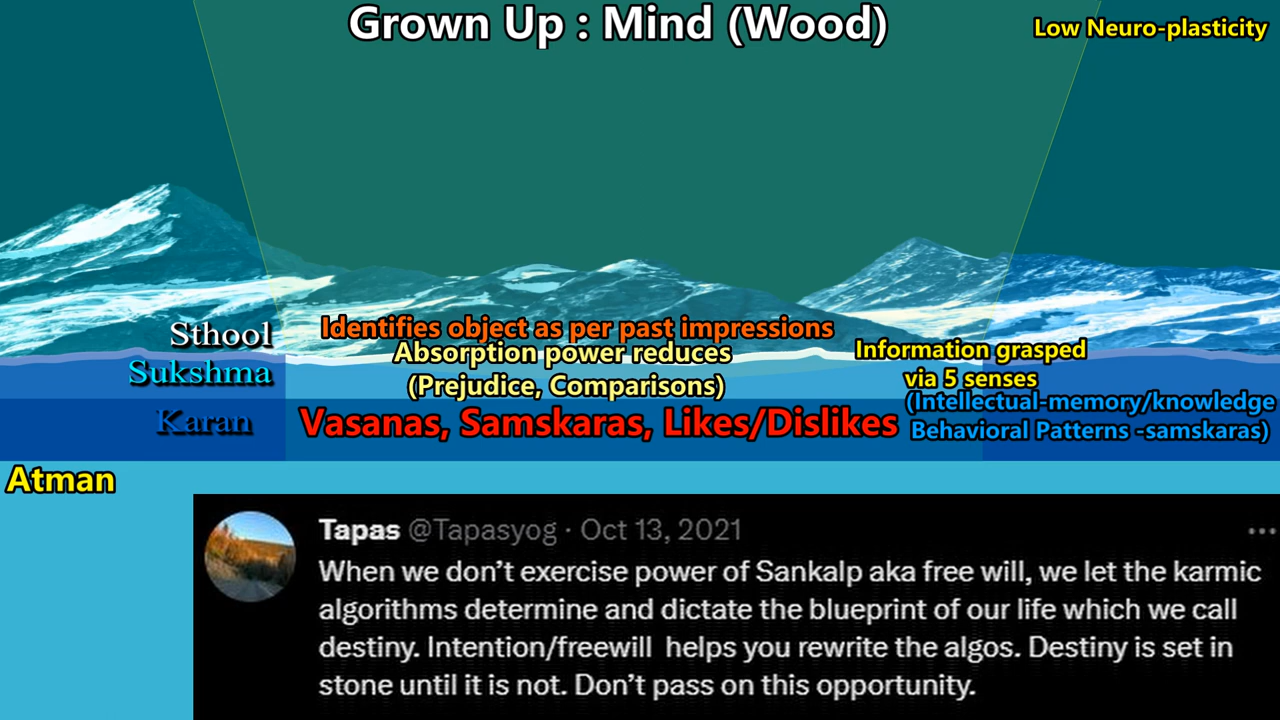 Grown Up : Mind (Wood)
Low Neuro-plasticity
Sthool
Identifies object as per past impressions
Absorption power reduces
(Prejudice, Comparisons)
Information grasped
via 5 senses
Sukshma
(Intellectual-memory/knowledge
Behavioral Patterns -samskaras)
Karan
Vasanas, Samskaras, Likes/Dislikes
Atman
Tapas @Tapasyog · Oct 13, 2021
When we don't exercise power of Sankalp aka free will, we let the karmic
algorithms determine and dictate the blueprint of our life which we call
destiny. Intention/freewill helps you rewrite the algos. Destiny is set in
stone until it is not. Don't pass on this opportunity.